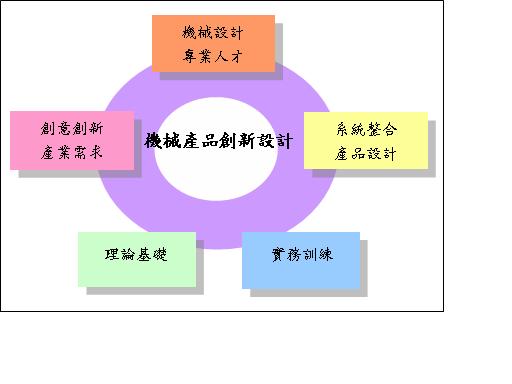 機械設計
專業人才
創意創新
產業需求
機械產品創新設計
系統整合
產品設計
理論基礎
實務訓練